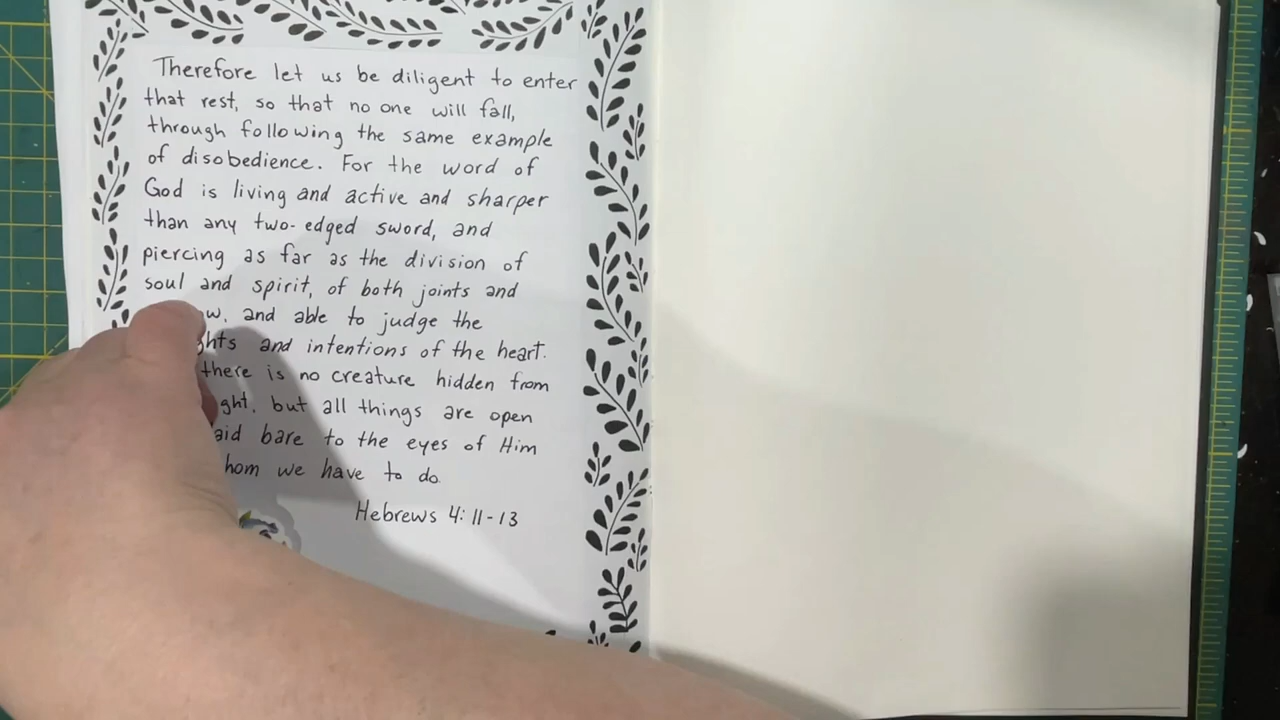 Therefore let us be diligent to enter
that rest, so that no one will fall,
through following the same example
of disobedience. For the word of
God is living and active and sharper
than any two-edged sword, and
piercing as far as the division of
soul and spirit, of both joints and
and able to judge the
and intentions of the heart.
there is no creature hidden from
but all things are open
bare to the eyes of Him
we have to do.
Hebrews 4:11-13